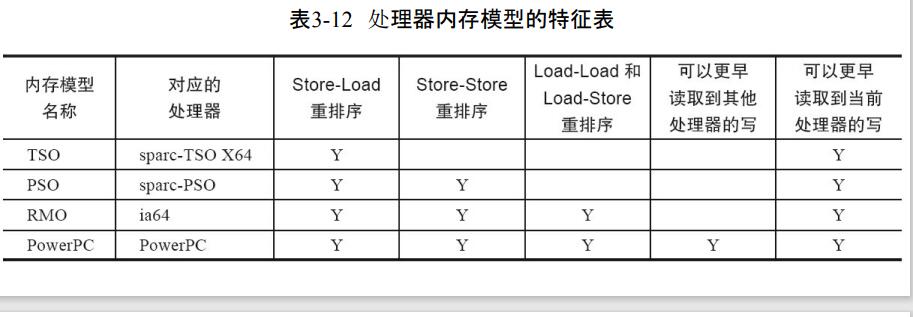 表3-12 处理器内存模型的特征表
内存模型名称 对应的处理器 Store-Load 重排序 Store-Store 重排序 Load-Load 和 Load-Store 重排序 可以更早读取到其他处理器的写 可以更早读取到当前处理器的写
TSO sparc-TSO X64 Y Y
PSO sparc-PSO Y Y Y
RMO ia64 Y Y Y Y
PowerPC PowerPC Y Y Y Y Y